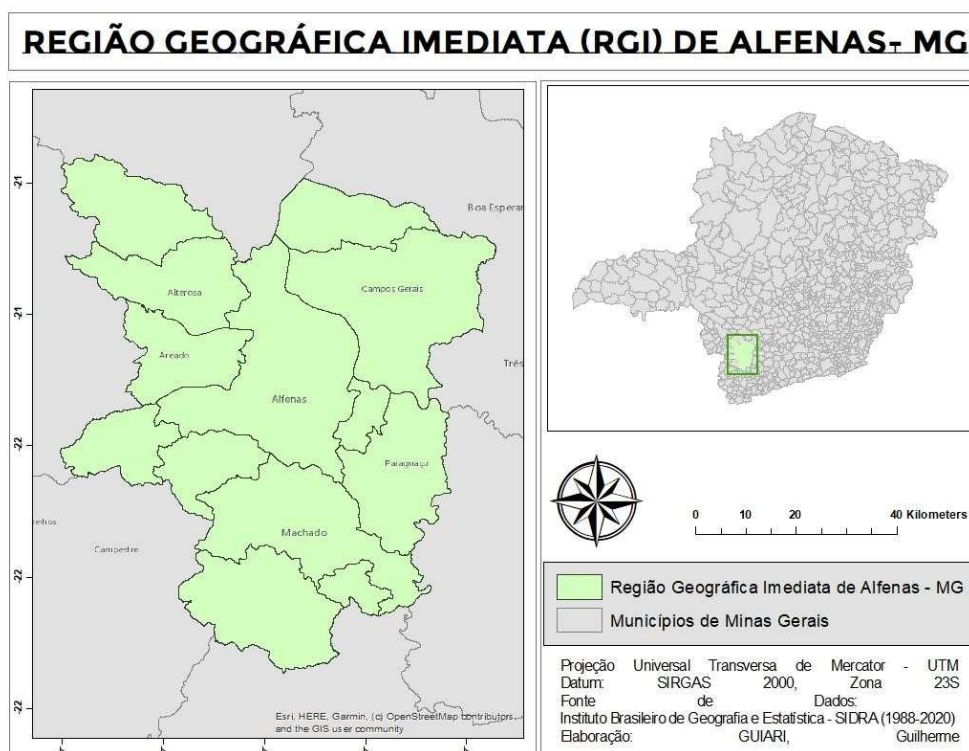 REGIÃO GEOGRÁFICA IMEDIATA (RGI) DE ALFENAS- MG
-21
-21
-22
-22
-22
Boa Esperan
Alterosa
Campos Gerais
Areado
Três
Alfenas
Paraguaçu
Machado
Campestre
Esri, HERE, Garmin, (c) OpenStreetMap contributors,
and the GIS user community
0 10 20 40 Kilometers
Região Geográfica Imediata de Alfenas - MG
Municípios de Minas Gerais
Projeção Universal Transversa de Mercator - UTM
Datum: SIRGAS 2000, Zona 23S
Fonte de Dados:
Instituto Brasileiro de Geografia e Estatística - SIDRA (1988-2020)
Elaboração: GUIARI, Guilherme